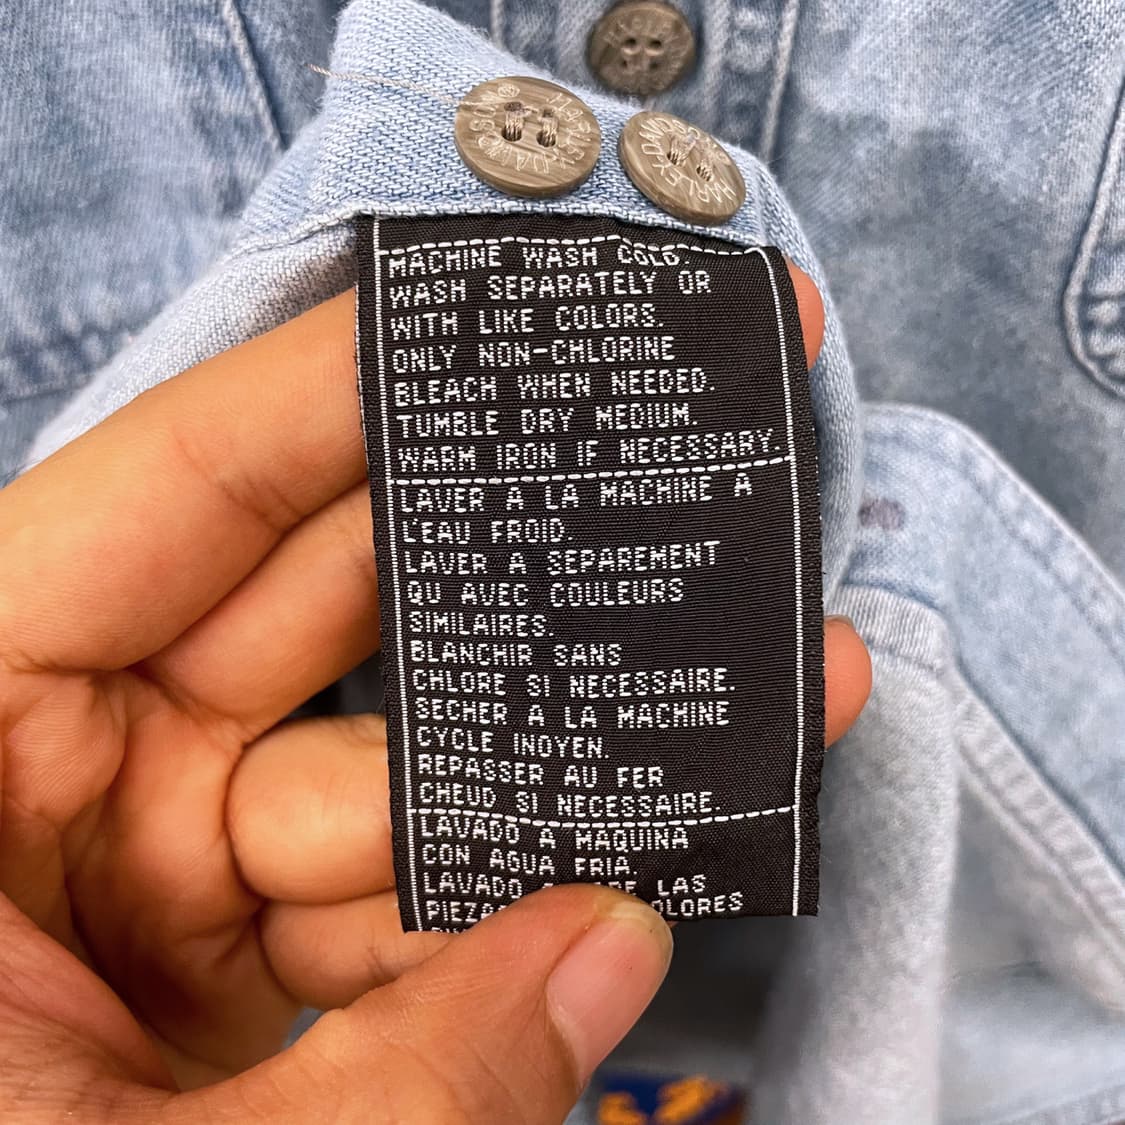 HARLEY-DAVIDSON
HARLEY-DAVIDSON
MACHINE WASH COLD.
WASH SEPARATELY OR
WITH LIKE COLORS.
ONLY NON-CHLORINE
BLEACH WHEN NEEDED.
TUMBLE DRY MEDIUM.
WARM IRON IF NECESSARY.
LAVER A LA MACHINE A
L'EAU FROID.
LAVER A SEPAREMENT
QU AVEC COULEURS
SIMILAIRES.
BLANCHIR SANS
CHLORE SI NECESSAIRE.
SECHER A LA MACHINE
CYCLE INOYEN.
REPASSER AU FER
CHEUD SI NECESSAIRE.
LAVADO A MAQUINA
CON AGUA FRIA.
LAVADO LAS